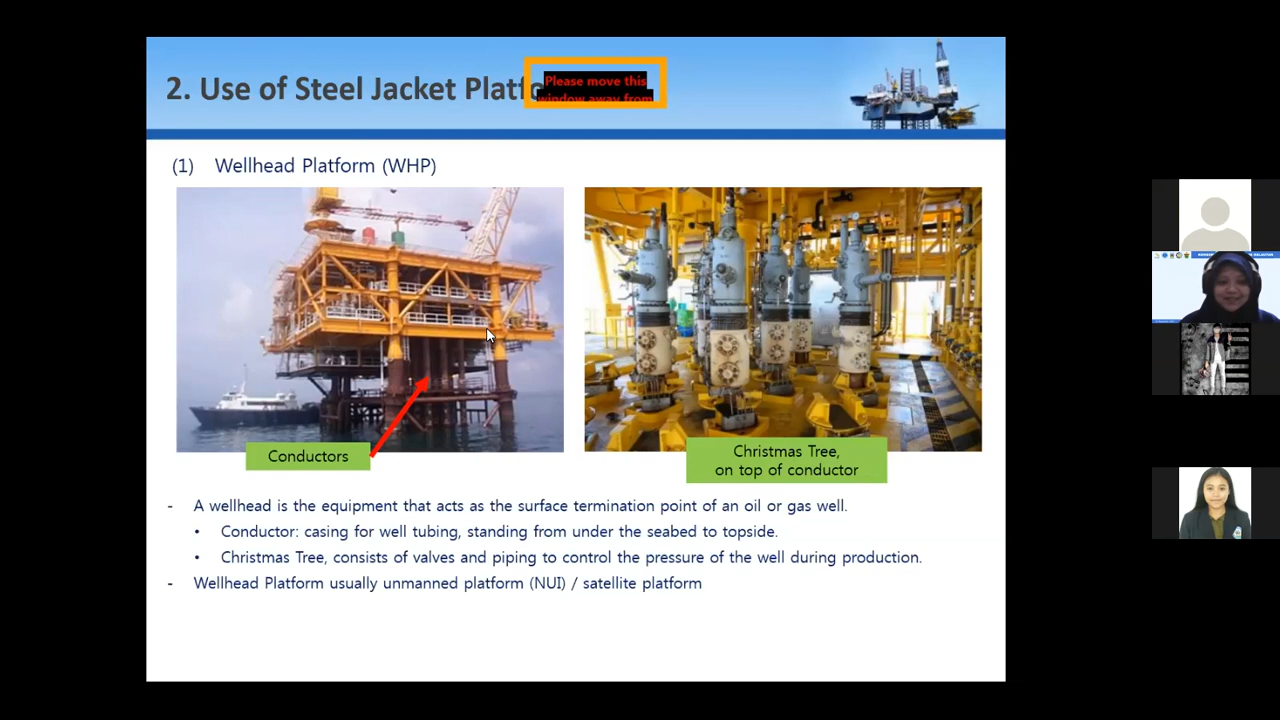 2. Use of Steel Jacket Platfo
Please move this
window away from
(1) Wellhead Platform (WHP)
Conductors
Christmas Tree,
on top of conductor
- A wellhead is the equipment that acts as the surface termination point of an oil or gas well.
• Conductor: casing for well tubing, standing from under the seabed to topside.
• Christmas Tree, consists of valves and piping to control the pressure of the well during production.
- Wellhead Platform usually unmanned platform (NUI) / satellite platform